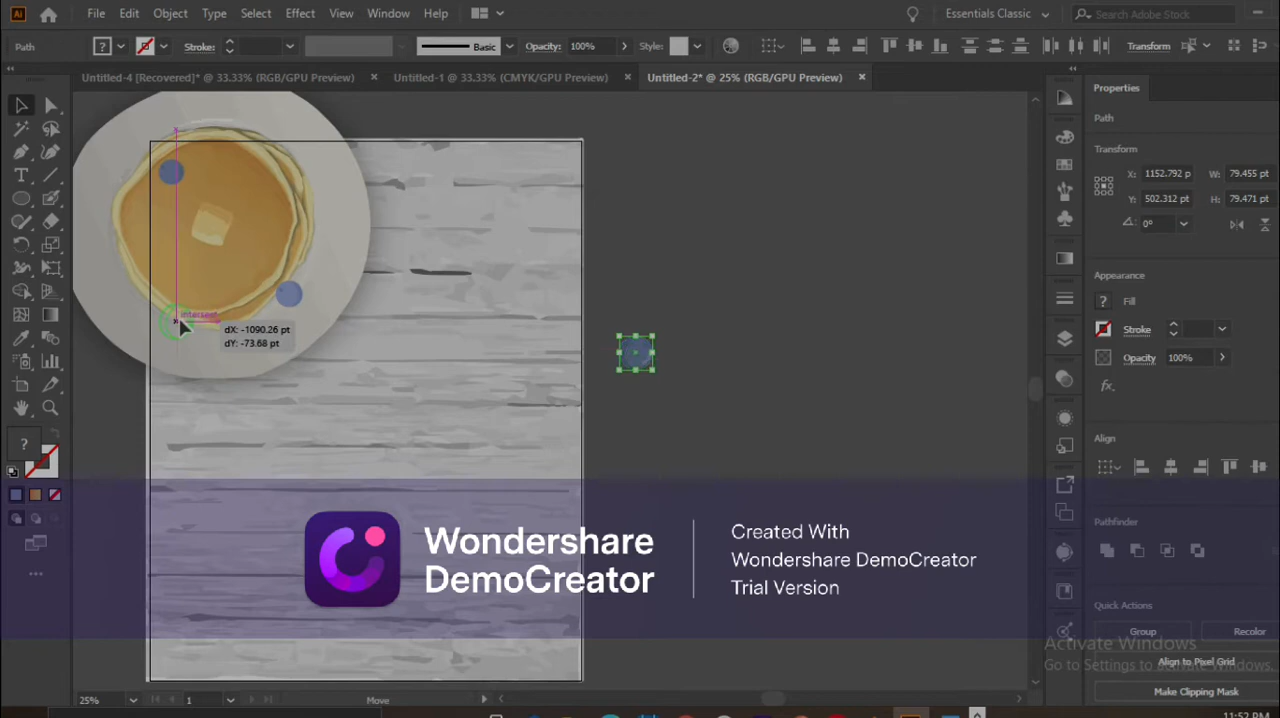 Ai File Edit Object Type Select Effect View Window Help Essentials Classic Search Adobe Stock
Path ? Stroke: Basic Opacity: 100% Style: Transform
Untitled-4 [Recovered]* @ 33.33% (RGB/GPU Preview) × Untitled-1 @ 33.33% (CMYK/GPU Preview) × Untitled-2* @ 25% (RGB/GPU Preview) ×
Properties
Path
Transform
X: 1152.792 p W: 79.455 pt
Y: 502.312 pt H: 79.471 pt
0°
Appearance
? Fill
Stroke
Opacity 100%
fx.
Align
intersect
dX: -1090.26 pt
dY: -73.68 pt
?
Pathfinder
Wondershare
DemoCreator
Created With
Wondershare DemoCreator
Trial Version
Quick Actions
Group Recolor
Activate Windows
Align to Pixel Grid
Go to Settings to activate Windows.
Make Clipping Mask
25% 1 Move
11:52 PM